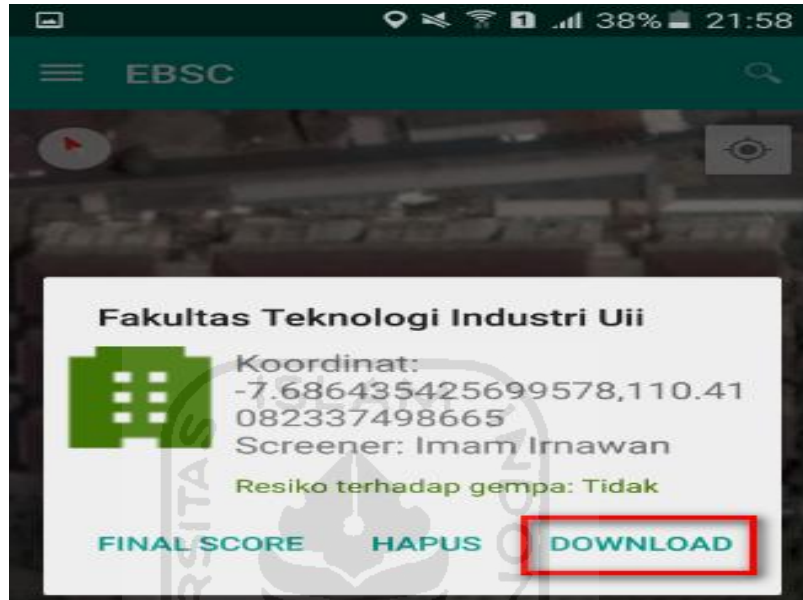 38% 21:58
EBSC
Fakultas Teknologi Industri Uii
Koordinat:
-7.686435425699578,110.41
082337498665
Screener: Imam Irnawan
Resiko terhadap gempa: Tidak
FINAL SCORE HAPUS DOWNLOAD